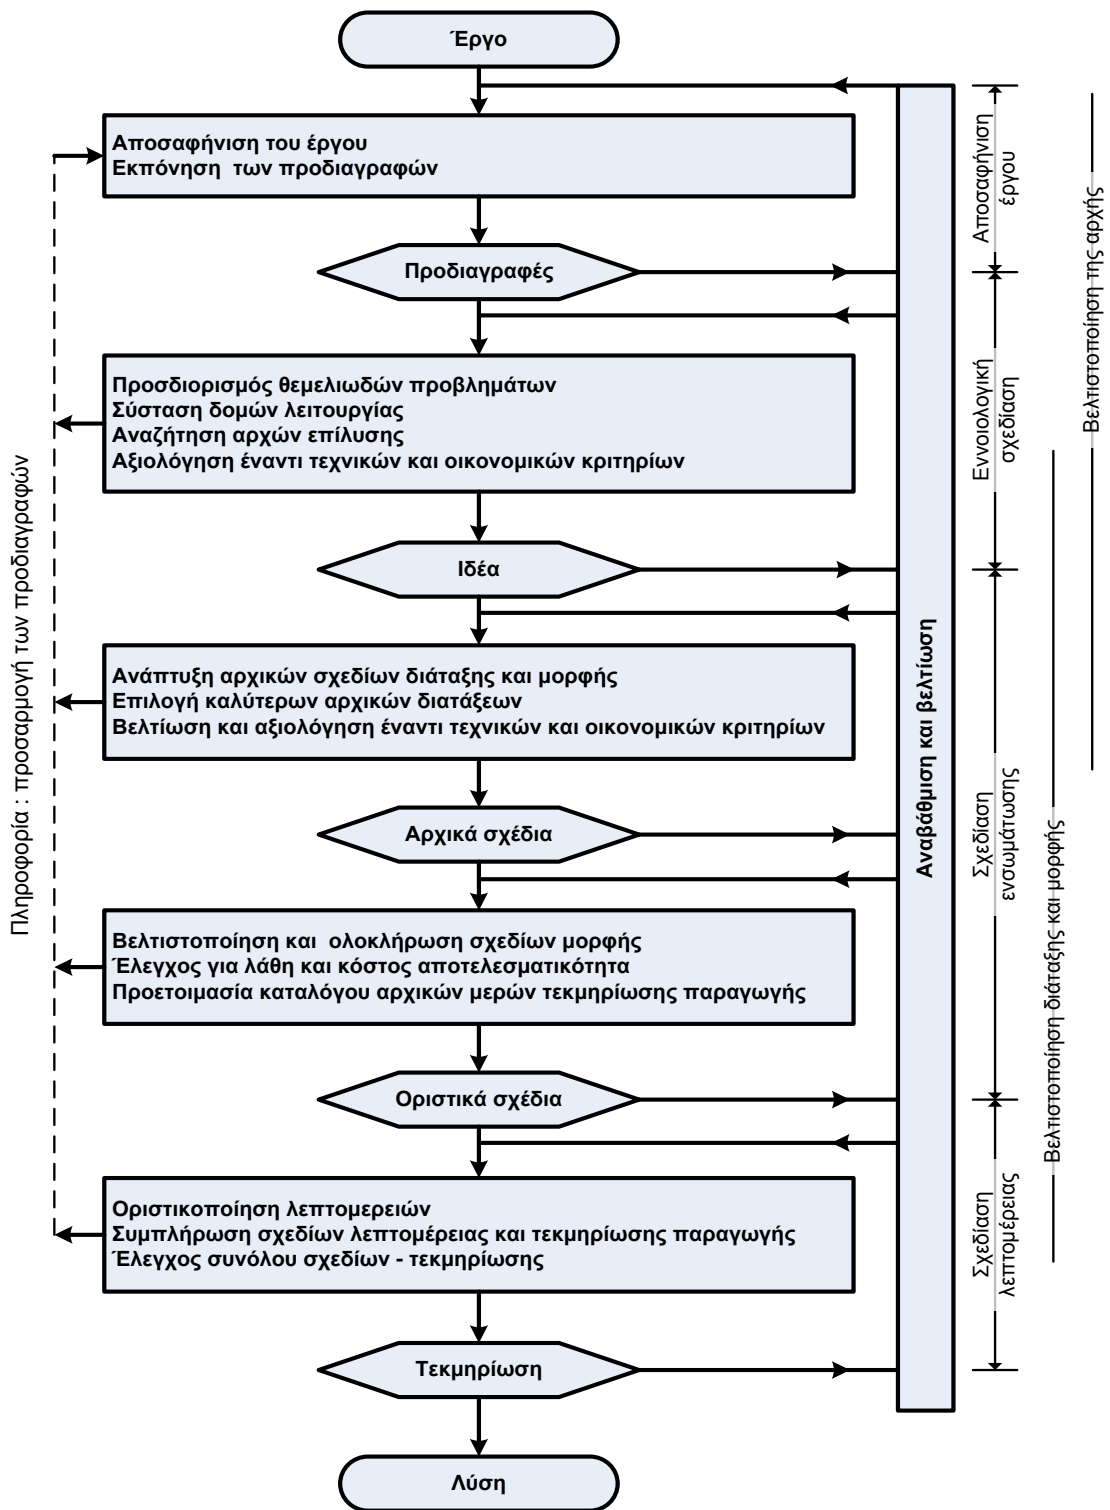 Έργο
Αποσαφήνιση του έργου
Εκπόνηση των προδιαγραφών
Προδιαγραφές
Προσδιορισμός θεμελιωδών προβλημάτων
Σύσταση δομών λειτουργίας
Αναζήτηση αρχών επίλυσης
Αξιολόγηση έναντι τεχνικών και οικονομικών κριτηρίων
Ιδέα
Ανάπτυξη αρχικών σχεδίων διάταξης και μορφής
Επιλογή καλύτερων αρχικών διατάξεων
Βελτίωση και αξιολόγηση έναντι τεχνικών και οικονομικών κριτηρίων
Αρχικά σχέδια
Βελτιστοποίηση και ολοκλήρωση σχεδίων μορφής
Έλεγχος για λάθη και κόστος αποτελεσματικότητα
Προετοιμασία καταλόγου αρχικών μερών τεκμηρίωσης παραγωγής
Οριστικά σχέδια
Οριστικοποίηση λεπτομερειών
Συμπλήρωση σχεδίων λεπτομέρειας και τεκμηρίωσης παραγωγής
Έλεγχος συνόλου σχεδίων - τεκμηρίωσης
Τεκμηρίωση
Λύση
Πληροφορία : προσαρμογή των προδιαγραφών
Αναβάθμιση και βελτίωση
Αποσαφήνιση
έργου
Εννοιολογική
σχεδίαση
Σχεδίαση
ενσωμάτωσης
Σχεδίαση
λεπτομέρειας
Βελτιστοποίηση της αρχής
Βελτιστοποίηση διάταξης και μορφής